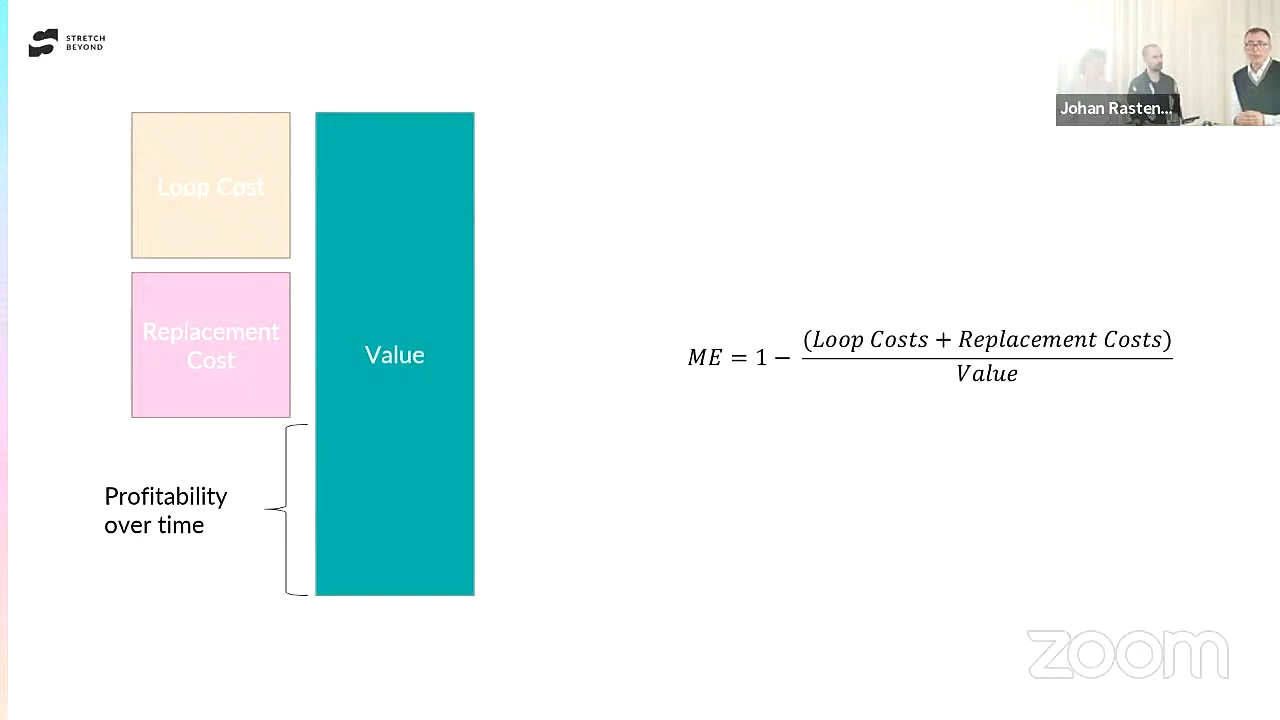 STRETCH
BEYOND
Johan Rasten...
Loop Cost
Replacement
Cost
Value
Profitability
over time
ME = 1 − (Loop Costs + Replacement Costs)
Value
zoom